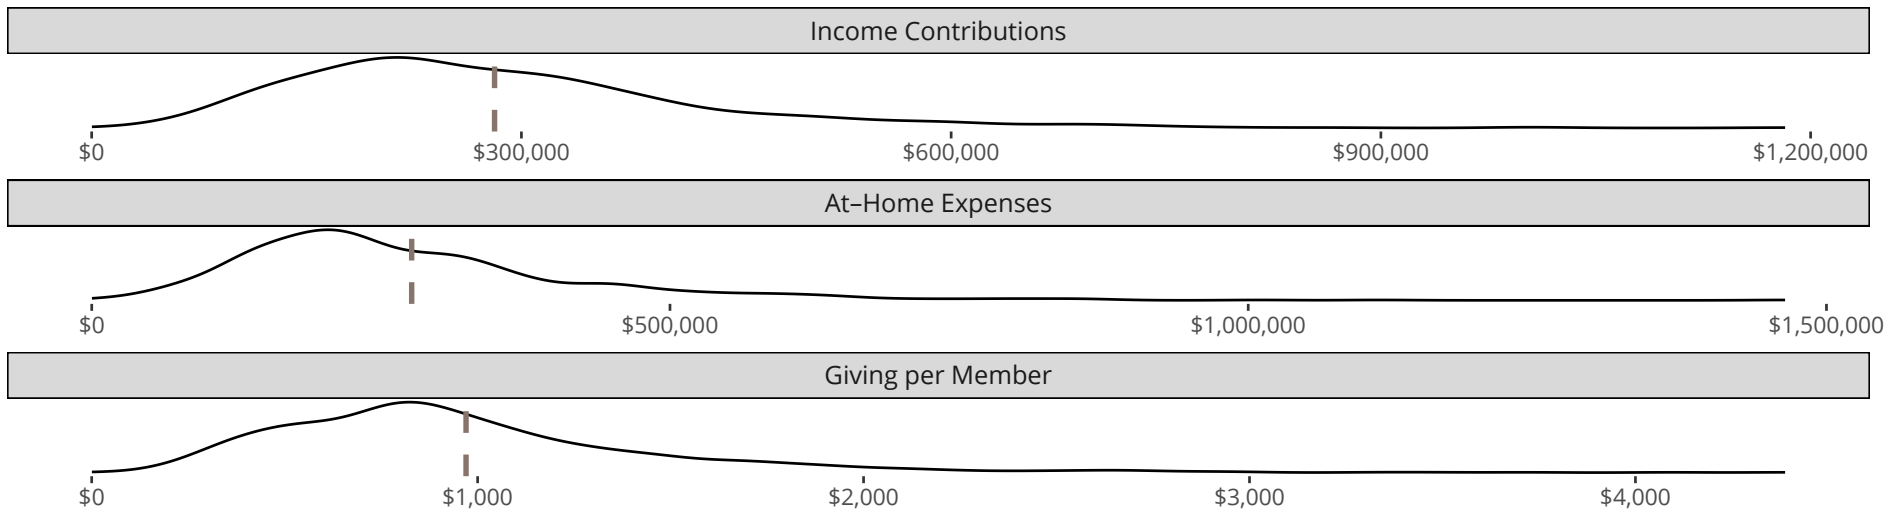 Income Contributions
$0 $300,000 $600,000 $900,000 $1,200,000
At–Home Expenses
$0 $500,000 $1,000,000 $1,500,000
Giving per Member
$0 $1,000 $2,000 $3,000 $4,000